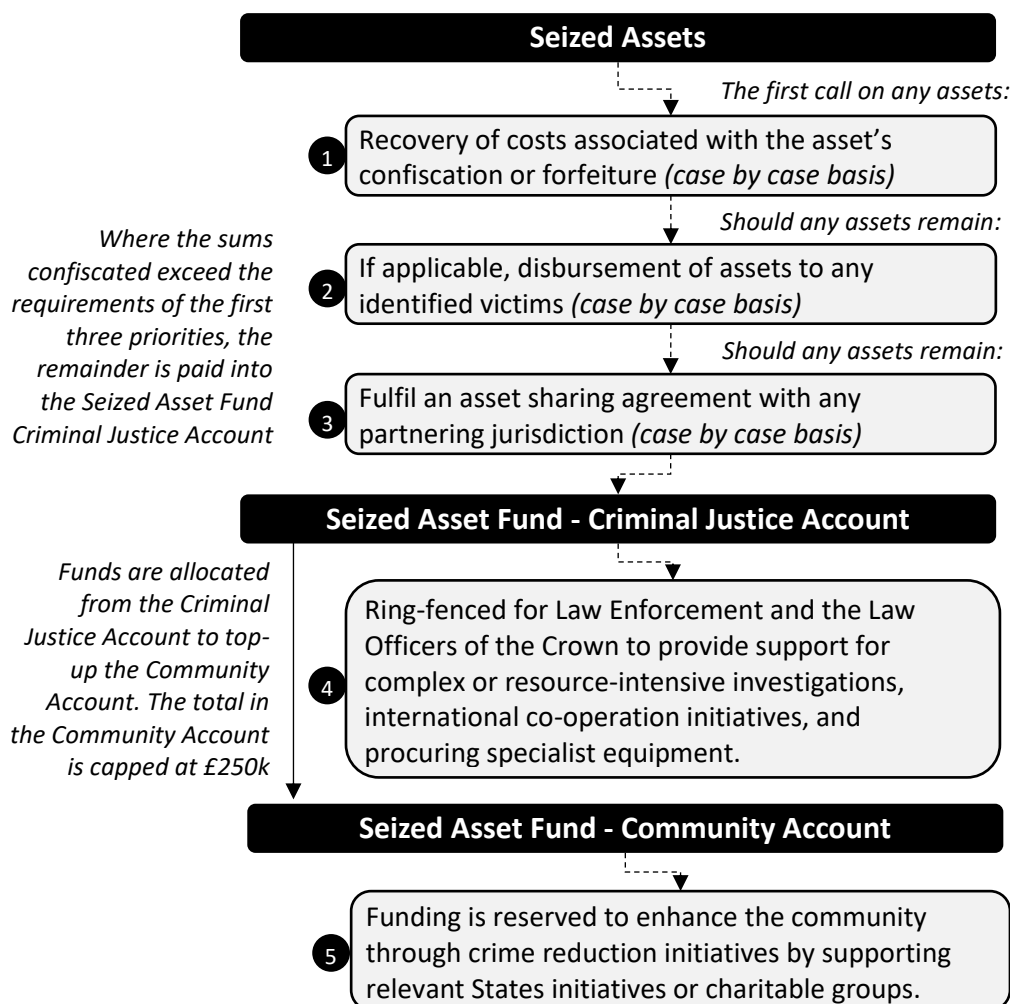 Seized Assets
The first call on any assets:
1
Recovery of costs associated with the asset's
confiscation or forfeiture (case by case basis)
Should any assets remain:
Where the sums
confiscated exceed the
requirements of the first
three priorities, the
remainder is paid into
the Seized Asset Fund
Criminal Justice Account
2
If applicable, disbursement of assets to any
identified victims (case by case basis)
Should any assets remain:
3
Fulfil an asset sharing agreement with any
partnering jurisdiction (case by case basis)
Seized Asset Fund - Criminal Justice Account
Funds are allocated
from the Criminal
Justice Account to top-
up the Community
Account. The total in
the Community Account
is capped at £250k
4
Ring-fenced for Law Enforcement and the Law
Officers of the Crown to provide support for
complex or resource-intensive investigations,
international co-operation initiatives, and
procuring specialist equipment.
Seized Asset Fund - Community Account
5
Funding is reserved to enhance the community
through crime reduction initiatives by supporting
relevant States initiatives or charitable groups.